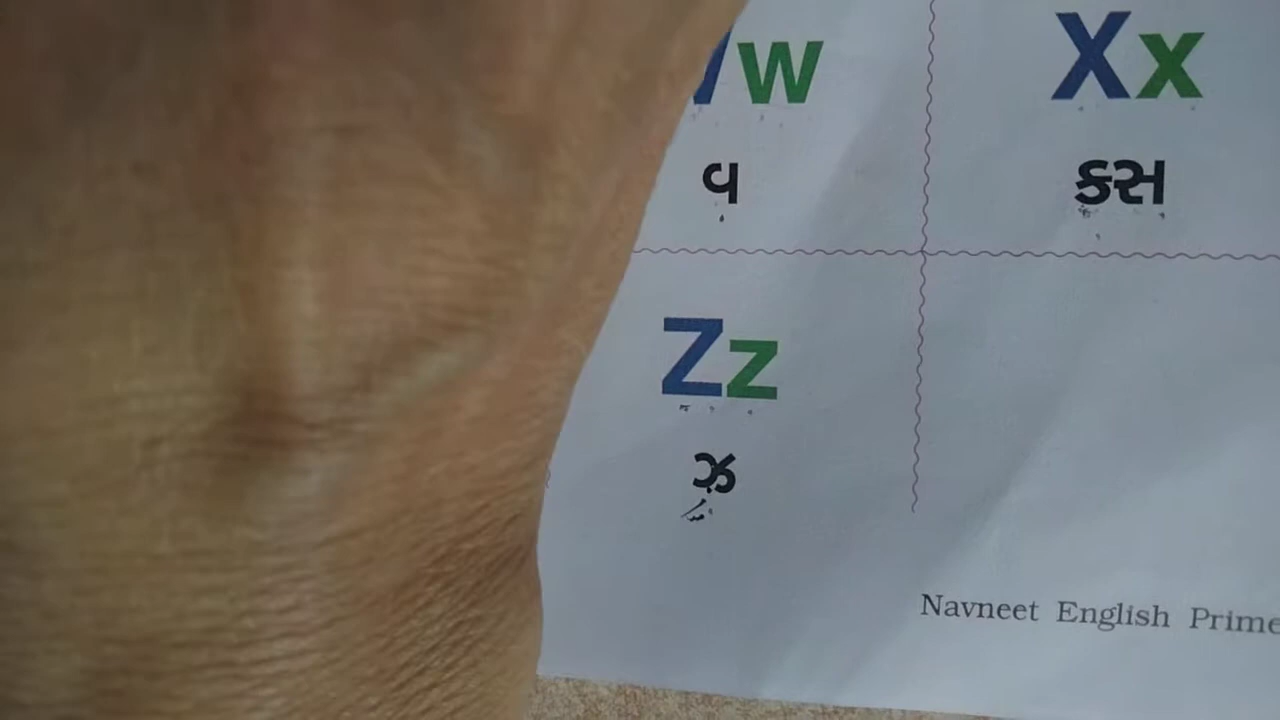 w Xx
વ ક્સ
Zz
ઝ
Navneet English Prime